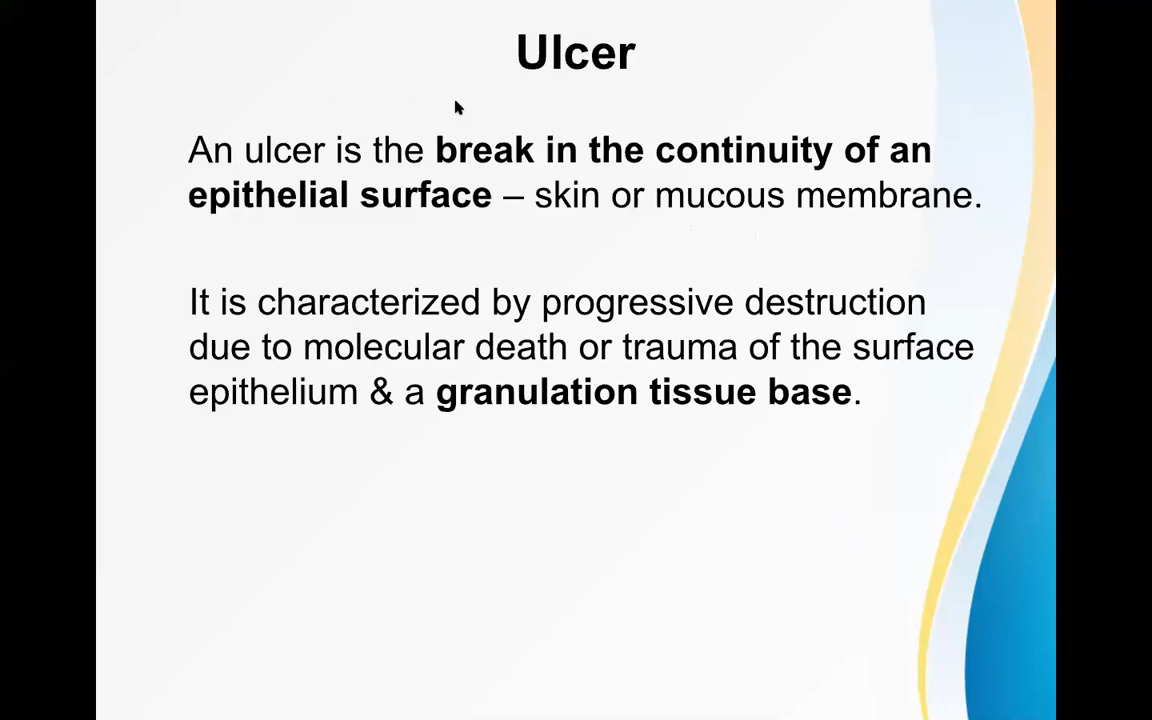 Ulcer
An ulcer is the break in the continuity of an
epithelial surface – skin or mucous membrane.
It is characterized by progressive destruction
due to molecular death or trauma of the surface
epithelium & a granulation tissue base.